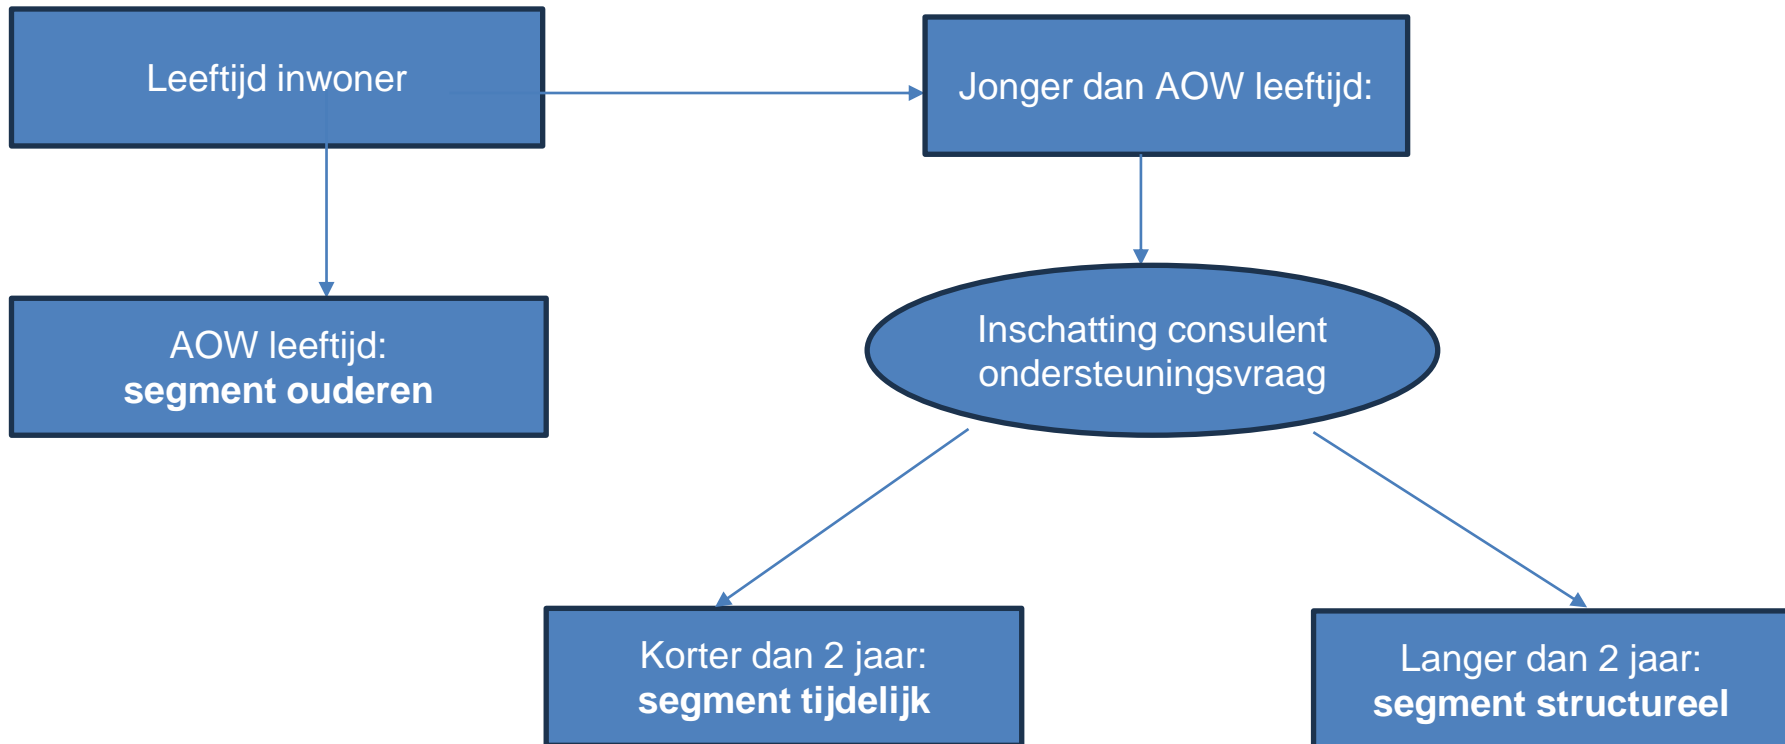 Leeftijd inwoner
Jonger dan AOW leeftijd:
AOW leeftijd:
segment ouderen
Inschatting consulent
ondersteuningsvraag
Korter dan 2 jaar:
segment tijdelijk
Langer dan 2 jaar:
segment structureel